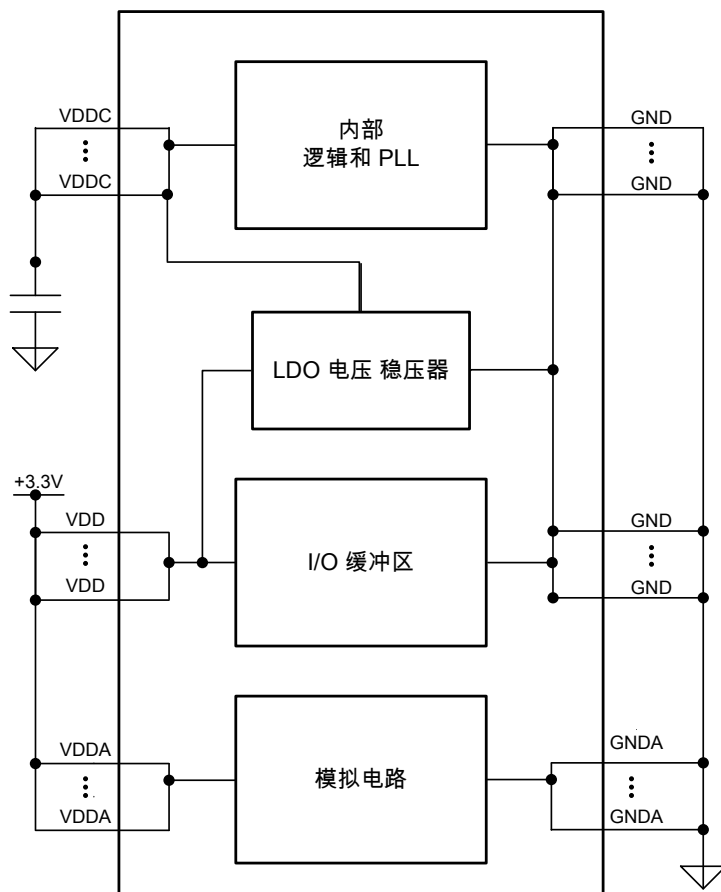 VDDC
VDDC
内部
逻辑和 PLL
GND
GND
LDO 电压 稳压器
+3.3V
VDD
VDD
I/O 缓冲区
GND
GND
VDDA
VDDA
模拟电路
GNDA
GNDA